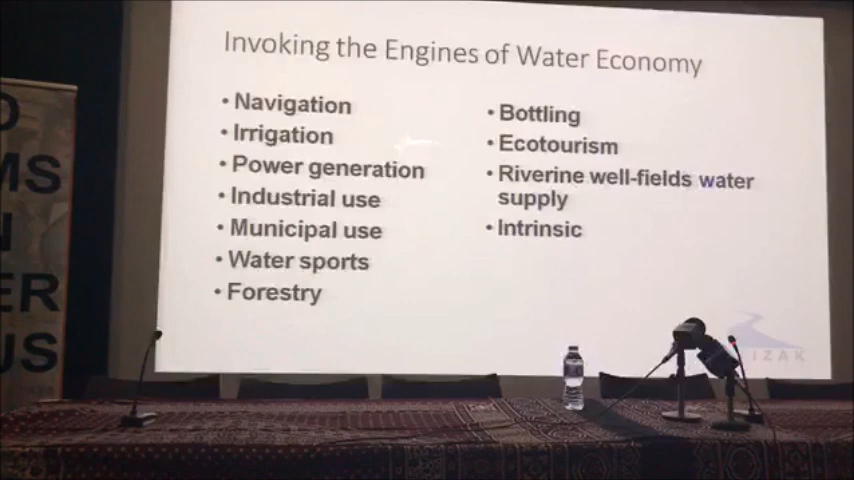 Invoking the Engines of Water Economy
• Navigation
• Irrigation
• Power generation
• Industrial use
• Municipal use
• Water sports
• Forestry
• Bottling
• Ecotourism
• Riverine well-fields water
supply
• Intrinsic